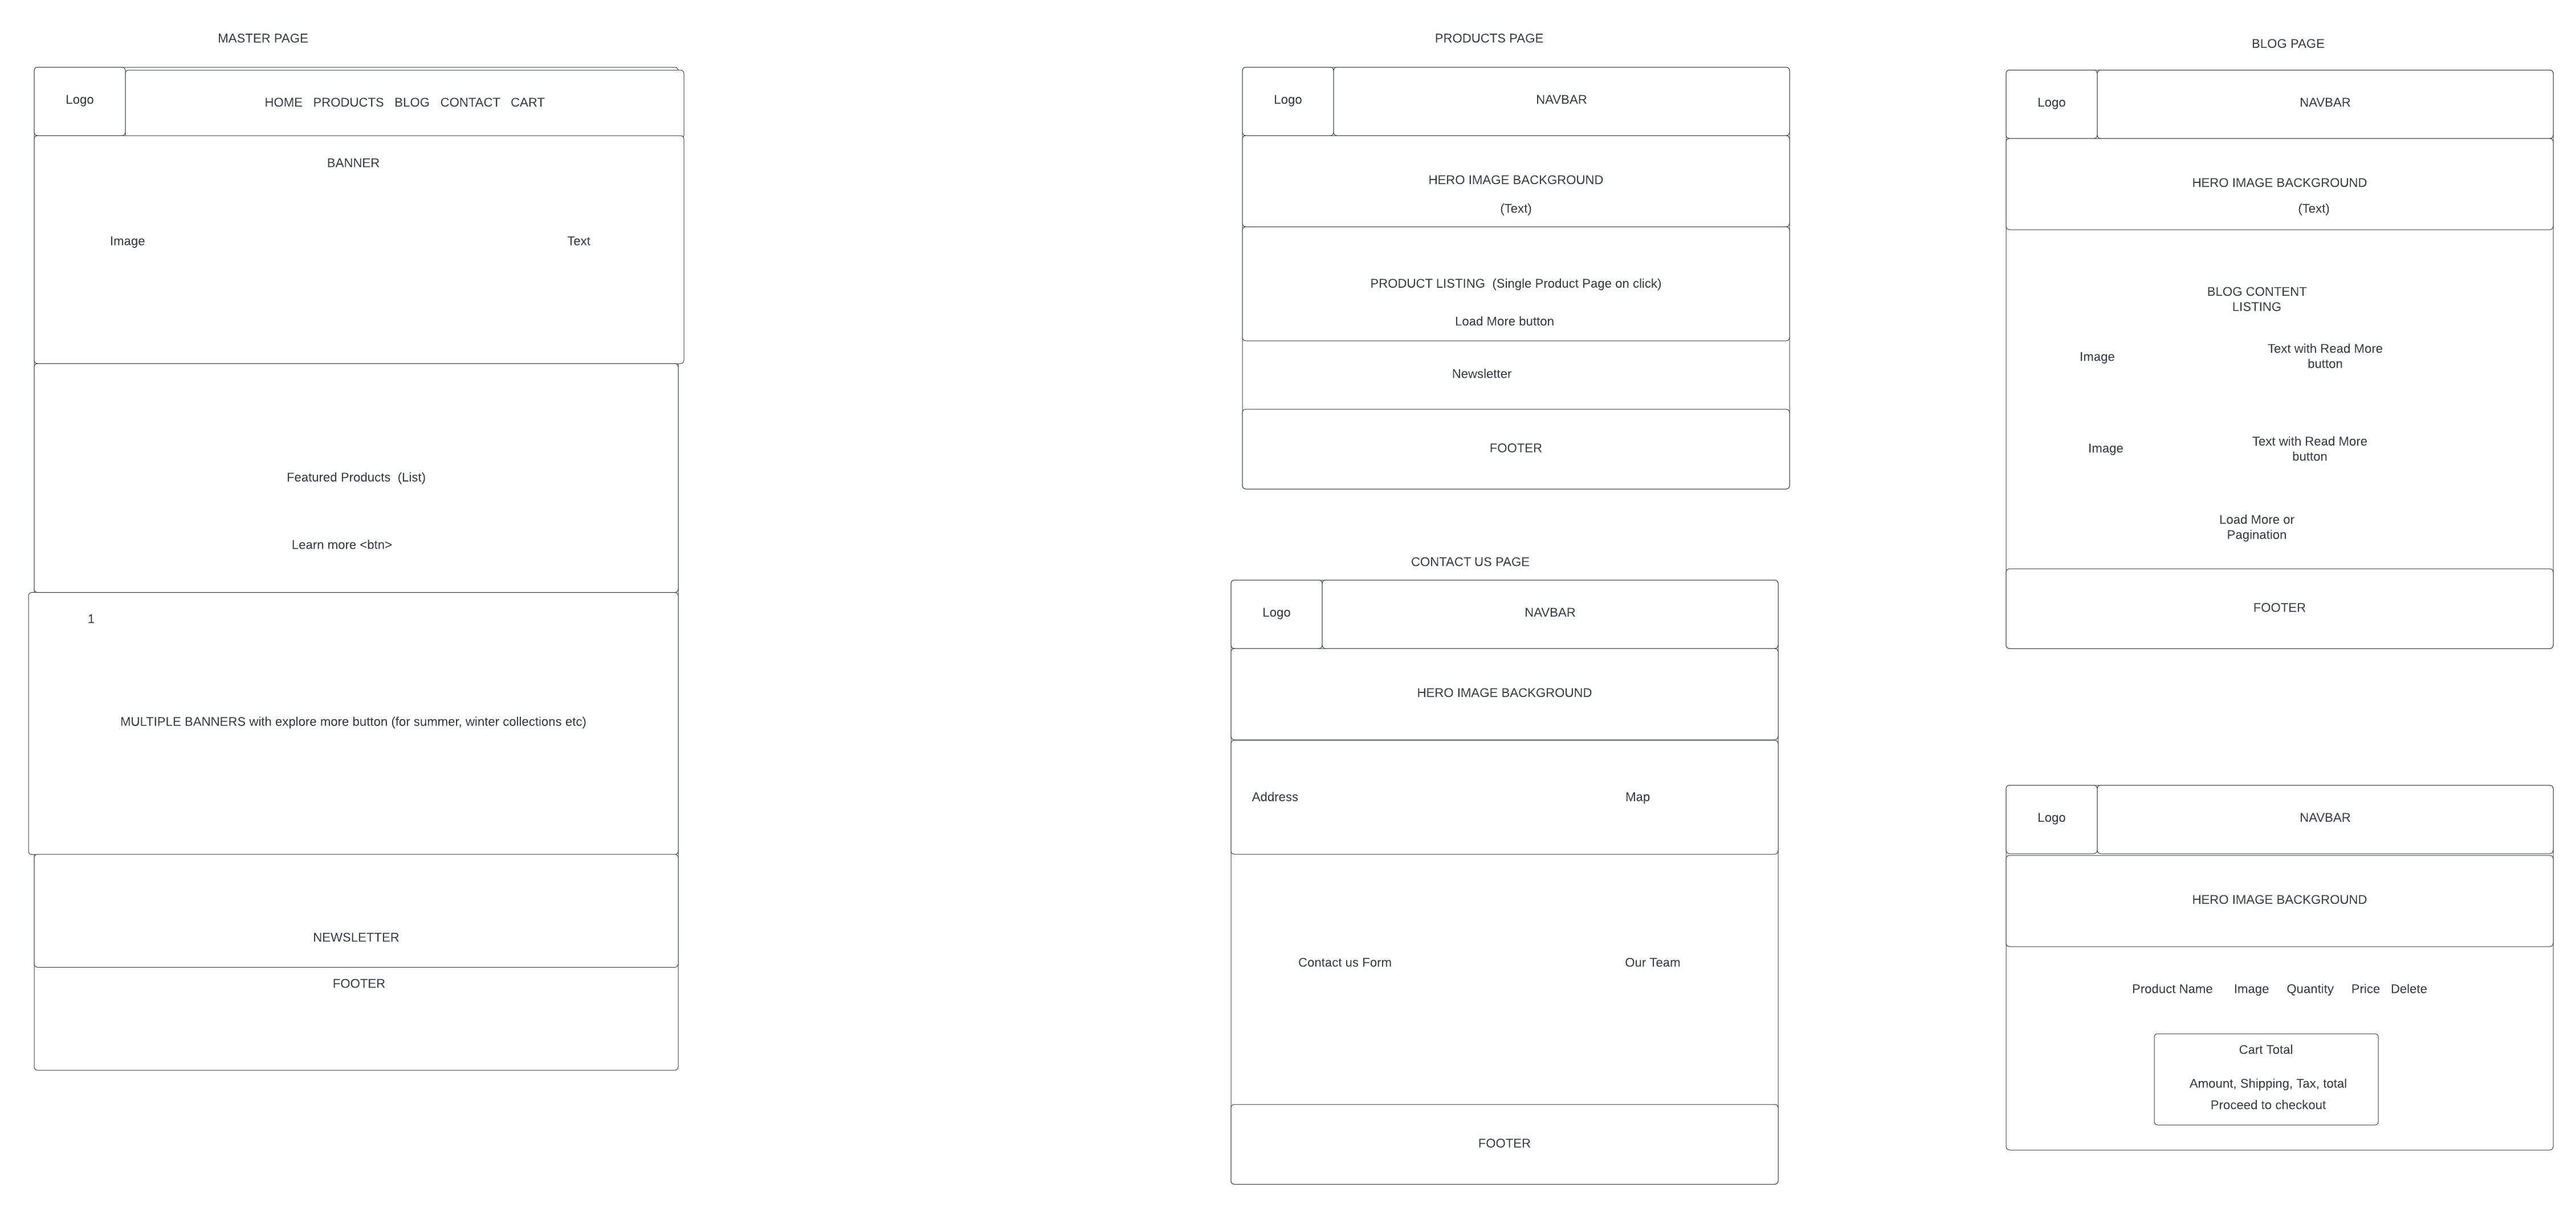 MASTER PAGE
Logo
HOME   PRODUCTS   BLOG   CONTACT   CART
BANNER
Image
Text
Featured Products  (List)
Learn more <btn>
1
MULTIPLE BANNERS with explore more button (for summer, winter collections etc)
NEWSLETTER
FOOTER
PRODUCTS PAGE
Logo
NAVBAR
HERO IMAGE BACKGROUND
(Text)
PRODUCT LISTING  (Single Product Page on click)
Load More button
Newsletter
FOOTER
CONTACT US PAGE
Logo
NAVBAR
HERO IMAGE BACKGROUND
Address
Map
Contact us Form
Our Team
FOOTER
BLOG PAGE
Logo
NAVBAR
HERO IMAGE BACKGROUND
(Text)
BLOG CONTENT
LISTING
Image
Text with Read More
button
Image
Text with Read More
button
Load More or
Pagination
FOOTER
Logo
NAVBAR
HERO IMAGE BACKGROUND
Product Name   Image   Quantity   Price   Delete
Cart Total
Amount, Shipping, Tax, total
Proceed to checkout